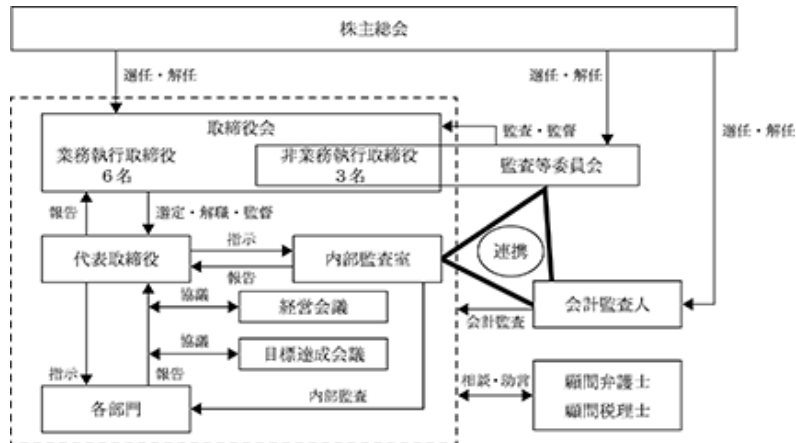 株主総会
選任・解任
選任・解任
選任・解任
取締役会
監査・監督
業務執行取締役
6名
非業務執行取締役
3名
監査等委員会
報告
選定・解職・監督
代表取締役
指示
報告
内部監査室
連携
協議
経営会議
会計監査
会計監査人
協議
目標達成会議
指示
報告
各部門
内部監査
相談・助言
顧問弁護士
顧問税理士